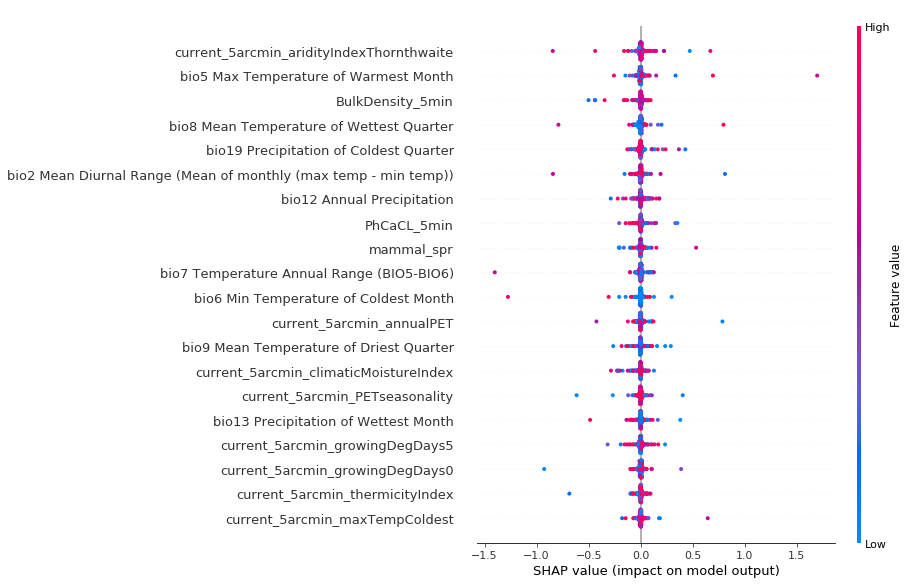 High
current_5arcmin_aridityIndexThornthwaite
bio5 Max Temperature of Warmest Month
BulkDensity_5min
bio8 Mean Temperature of Wettest Quarter
bio19 Precipitation of Coldest Quarter
bio2 Mean Diurnal Range (Mean of monthly (max temp - min temp))
bio12 Annual Precipitation
PhCaCL_5min
mammal_spr
bio7 Temperature Annual Range (BIO5-BIO6)
bio6 Min Temperature of Coldest Month
current_5arcmin_annualPET
bio9 Mean Temperature of Driest Quarter
current_5arcmin_climaticMoistureIndex
current_5arcmin_PETseasonality
bio13 Precipitation of Wettest Month
current_5arcmin_growingDegDays5
current_5arcmin_growingDegDays0
current_5arcmin_thermicityIndex
current_5arcmin_maxTempColdest
Feature value
Low
−1.5 −1.0 −0.5 0.0 0.5 1.0 1.5
SHAP value (impact on model output)